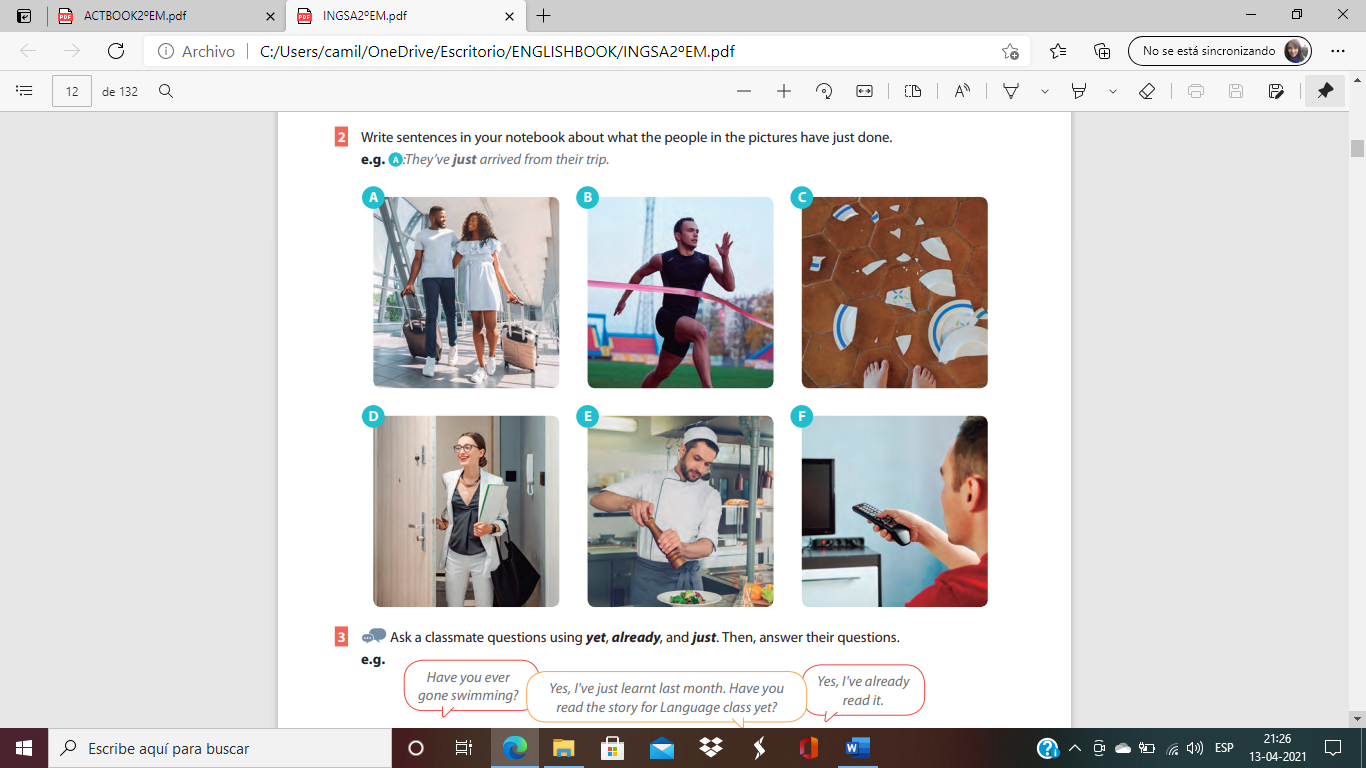 ACTBOOK2ºEM.pdf
INGSA2ºEM.pdf
Archivo
C:/Users/camil/OneDrive/Escritorio/ENGLISHBOOK/INGSA2ºEM.pdf
No se está sincronizando
12
de 132
2 Write sentences in your notebook about what the people in the pictures have just done.
e.g. A:They've just arrived from their trip.
A
B
C
D
E
F
3 Ask a classmate questions using yet, already, and just. Then, answer their questions.
e.g.
Have you ever
gone swimming?
Yes, I've just learnt last month. Have you
read the story for Language class yet?
Yes, I've already
read it.
Escribe aquí para buscar
ESP
21:26
13-04-2021